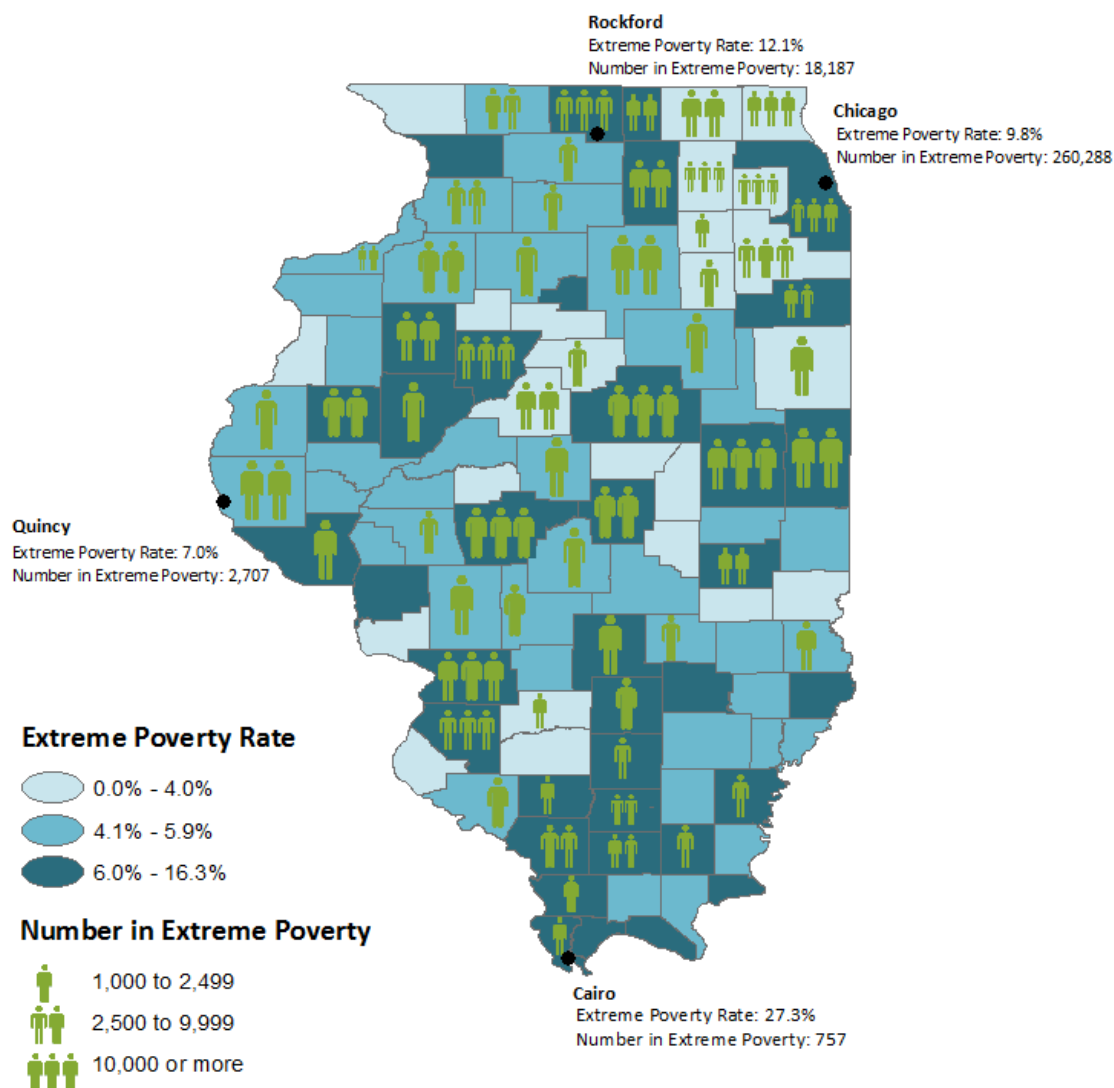 Rockford
Extreme Poverty Rate: 12.1%
Number in Extreme Poverty: 18,187
Chicago
Extreme Poverty Rate: 9.8%
Number in Extreme Poverty: 260,288
Quincy
Extreme Poverty Rate: 7.0%
Number in Extreme Poverty: 2,707
Extreme Poverty Rate
0.0% - 4.0%
4.1% - 5.9%
6.0% - 16.3%
Number in Extreme Poverty
1,000 to 2,499
2,500 to 9,999
10,000 or more
Cairo
Extreme Poverty Rate: 27.3%
Number in Extreme Poverty: 757